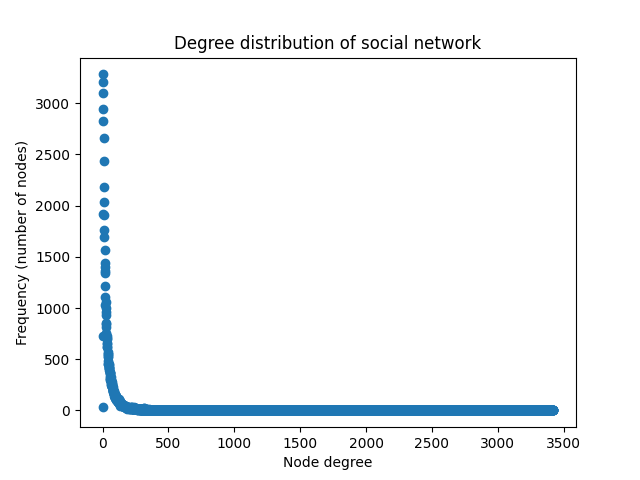 Degree distribution of social network
Frequency (number of nodes)
3000
2500
2000
1500
1000
500
0
0 500 1000 1500 2000 2500 3000 3500
Node degree